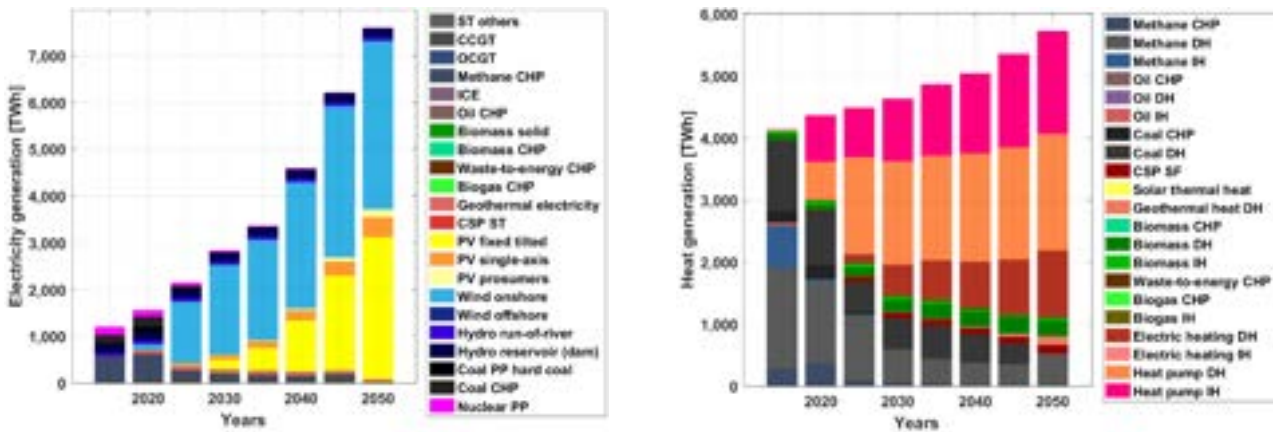 Electricity generation [TWh]
7,000
6,000
5,000
4,000
3,000
2,000
1,000
0
2020
2030
2040
2050
Years
ST others
CCGT
OCGT
Methane CHP
ICE
Oil CHP
Biomass solid
Biomass CHP
Waste-to-energy CHP
Biogas CHP
Geothermal electricity
CSP ST
PV fixed tilted
PV single-axis
PV prosumers
Wind onshore
Wind offshore
Hydro run-of-river
Hydro reservoir (dam)
Coal PP hard coal
Coal CHP
Nuclear PP
Heat generation [TWh]
6,000
5,000
4,000
3,000
2,000
1,000
0
2020
2030
2040
2050
Years
Methane CHP
Methane DH
Methane IH
Oil CHP
Oil DH
Oil IH
Coal CHP
Coal DH
CSP SF
Solar thermal heat
Geothermal heat DH
Biomass CHP
Biomass DH
Biomass IH
Waste-to-energy CHP
Biogas CHP
Biogas IH
Electric heating DH
Electric heating IH
Heat pump DH
Heat pump IH